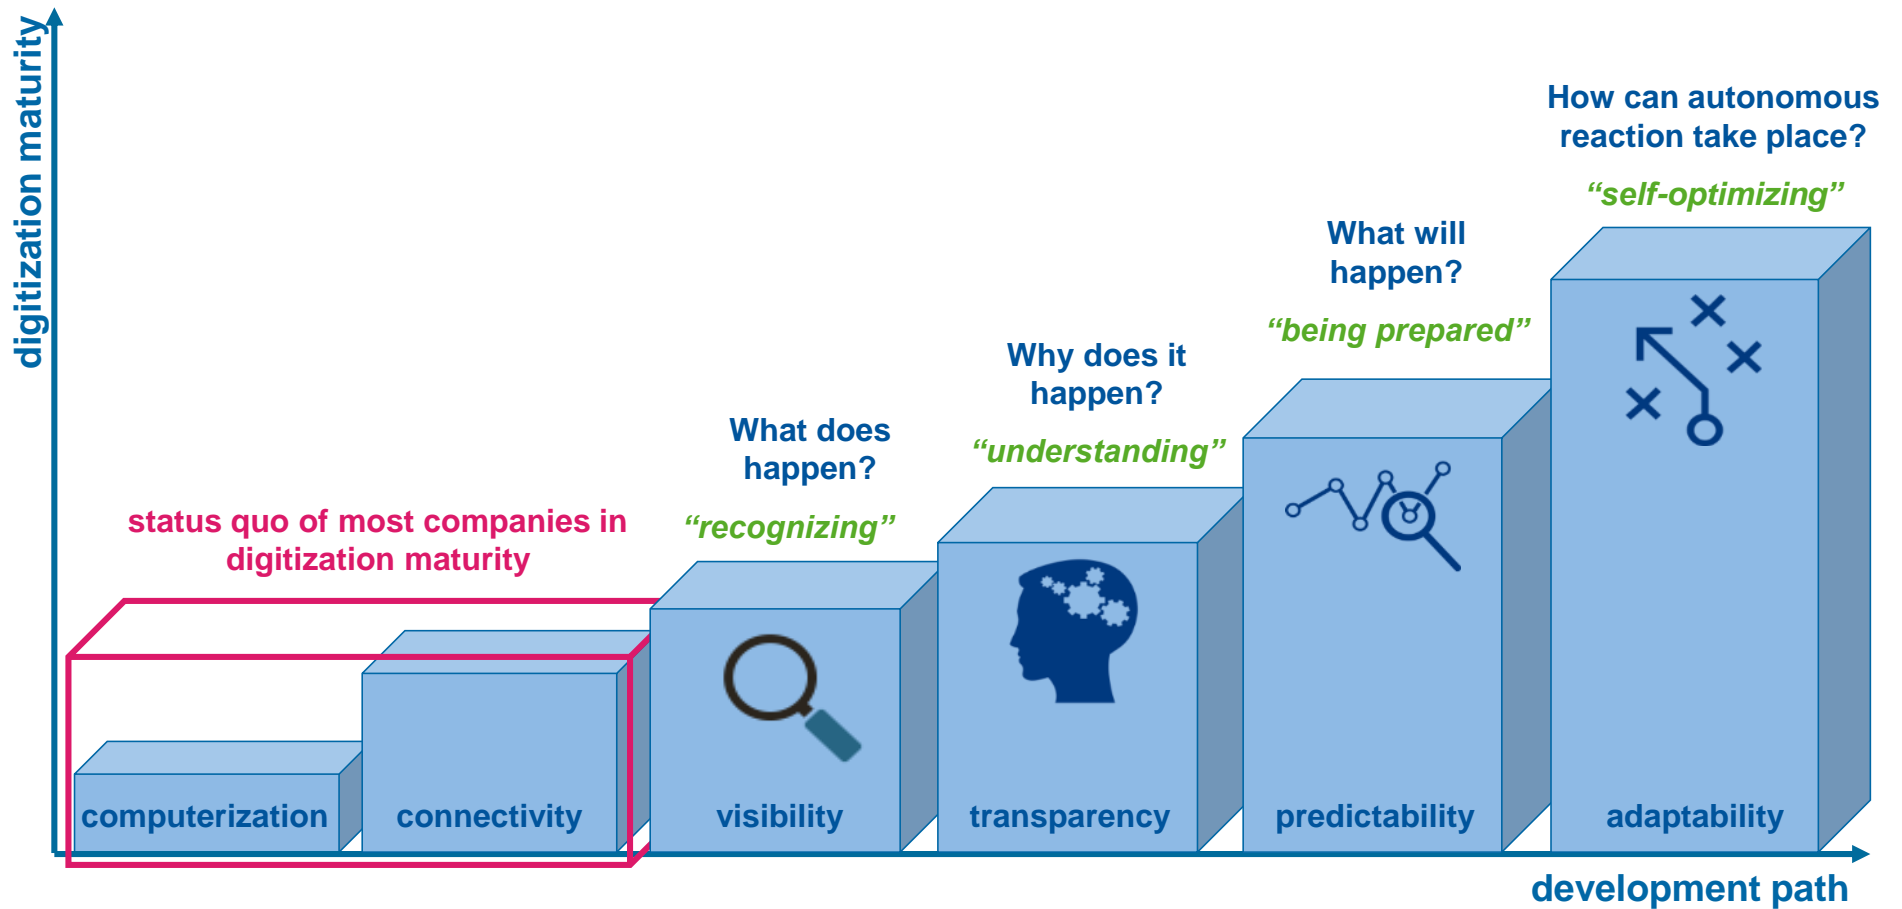 digitization maturity
How can autonomous
reaction take place?
“self-optimizing”
What will
happen?
“being prepared”
Why does it
happen?
“understanding”
What does
happen?
“recognizing”
status quo of most companies in
digitization maturity
computerization
connectivity
visibility
transparency
predictability
adaptability
development path